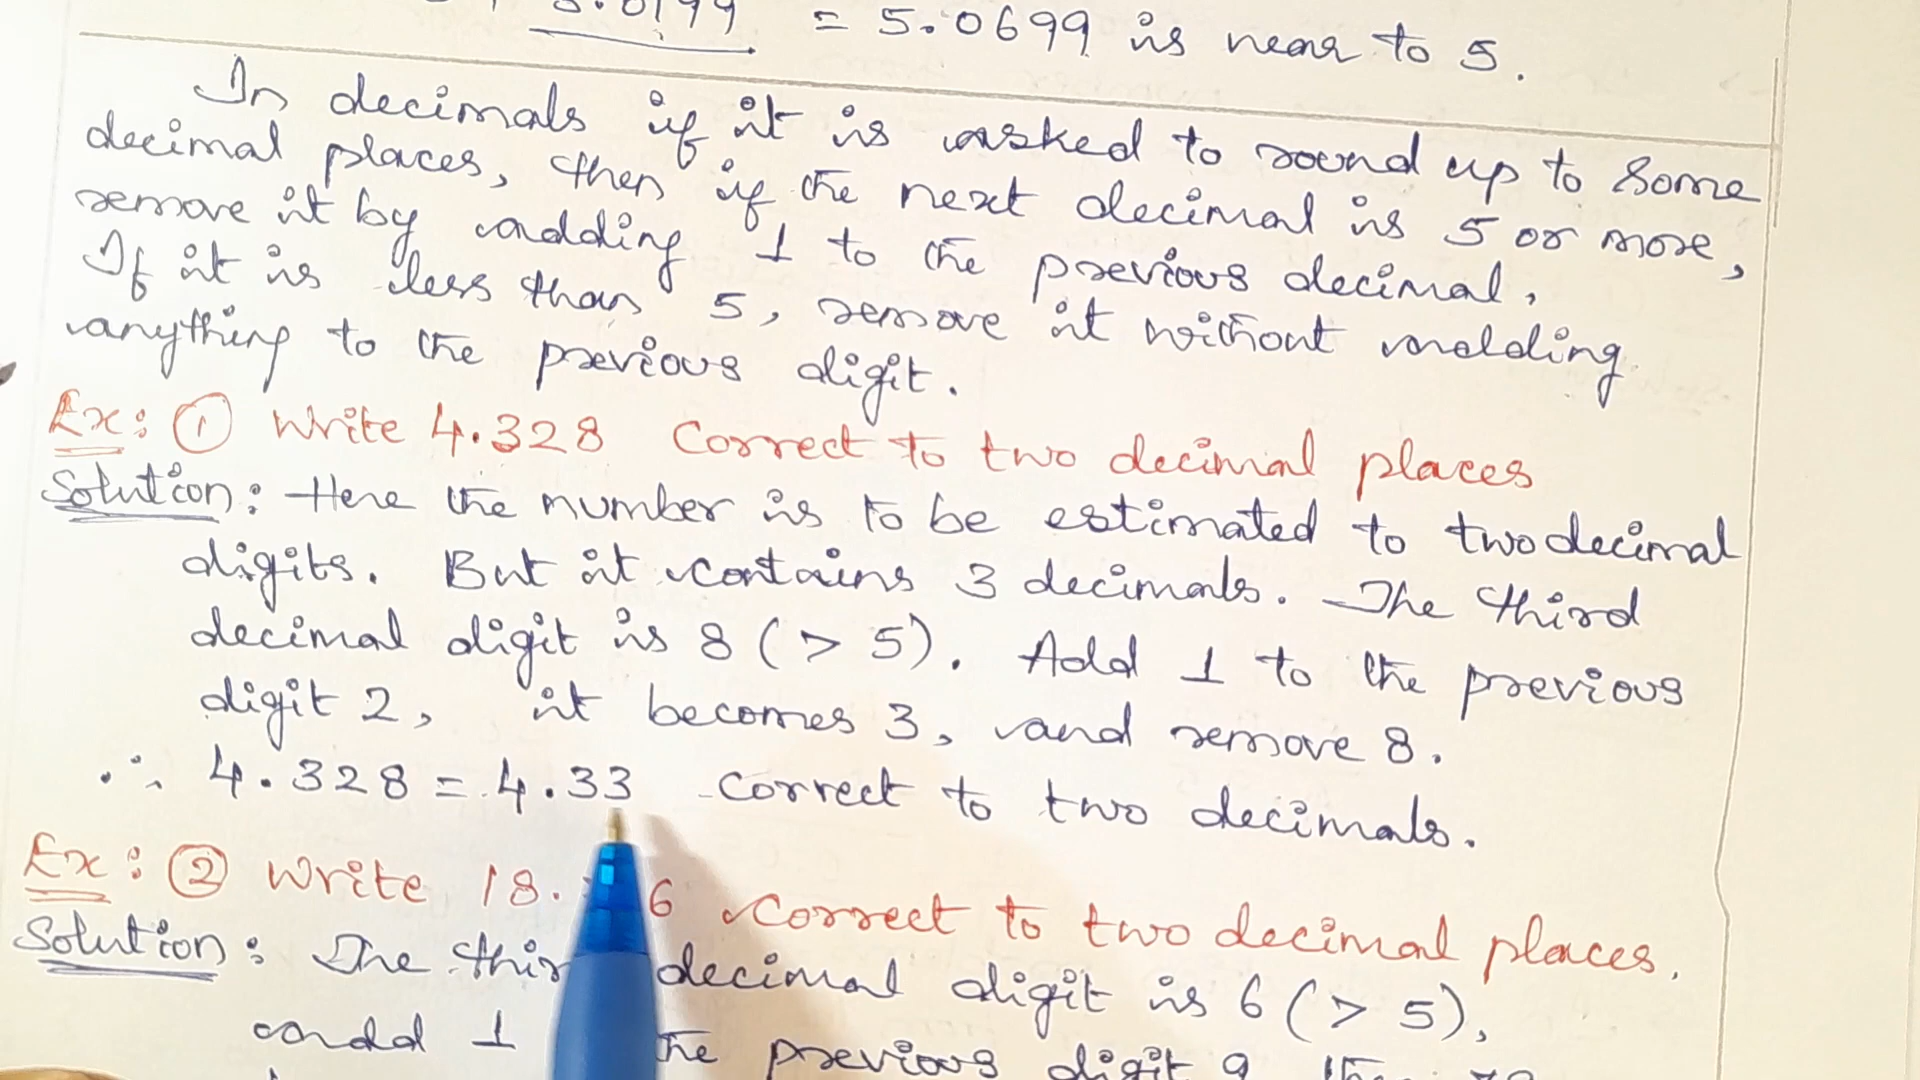 = 5.0699 is near to 5.
In decimals if it is asked to round up to some
decimal places, then if the next decimal is 5 or more,
remove it by adding 1 to the previous decimal.
If it is less than 5, remove it without adding
anything to the previous digit.
Ex: ① Write 4.328 correct to two decimal places
Solution: Here the number is to be estimated to two decimal
digits. But it contains 3 decimals. The third
decimal digit is 8 (> 5). Add 1 to the previous
digit 2, it becomes 3, and remove 8.
∴ 4.328 = 4.33 correct to two decimals.
Ex: ② Write 18. 6 correct to two decimal places.
Solution: The decimal digit is 6 (> 5),
add 1 previous digit 9